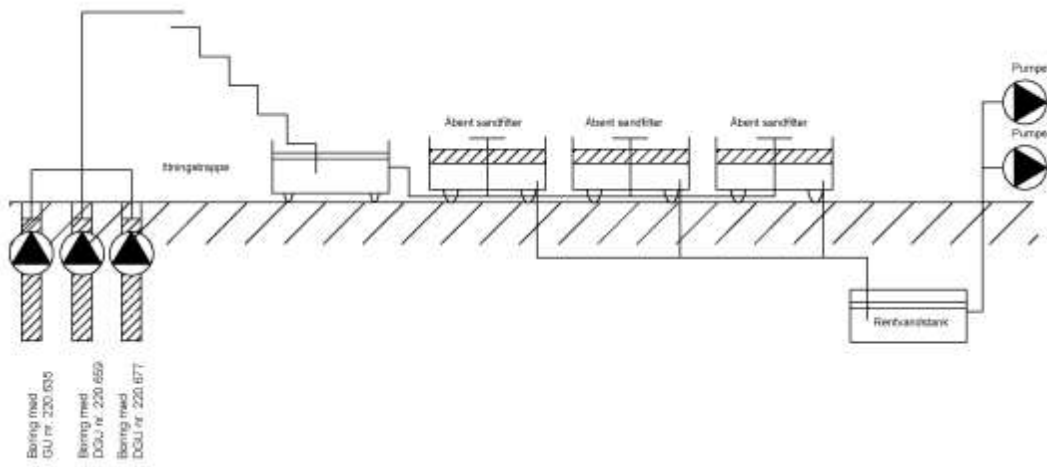 Pumpe
Pumpe
Åbent sandfilter
Åbent sandfilter
Åbent sandfilter
Iltningstrappe
Rentvandstank
Boring med
GU nr. 220.635
Boring med
DGU nr. 220.659
Boring med
DGU nr. 220.677